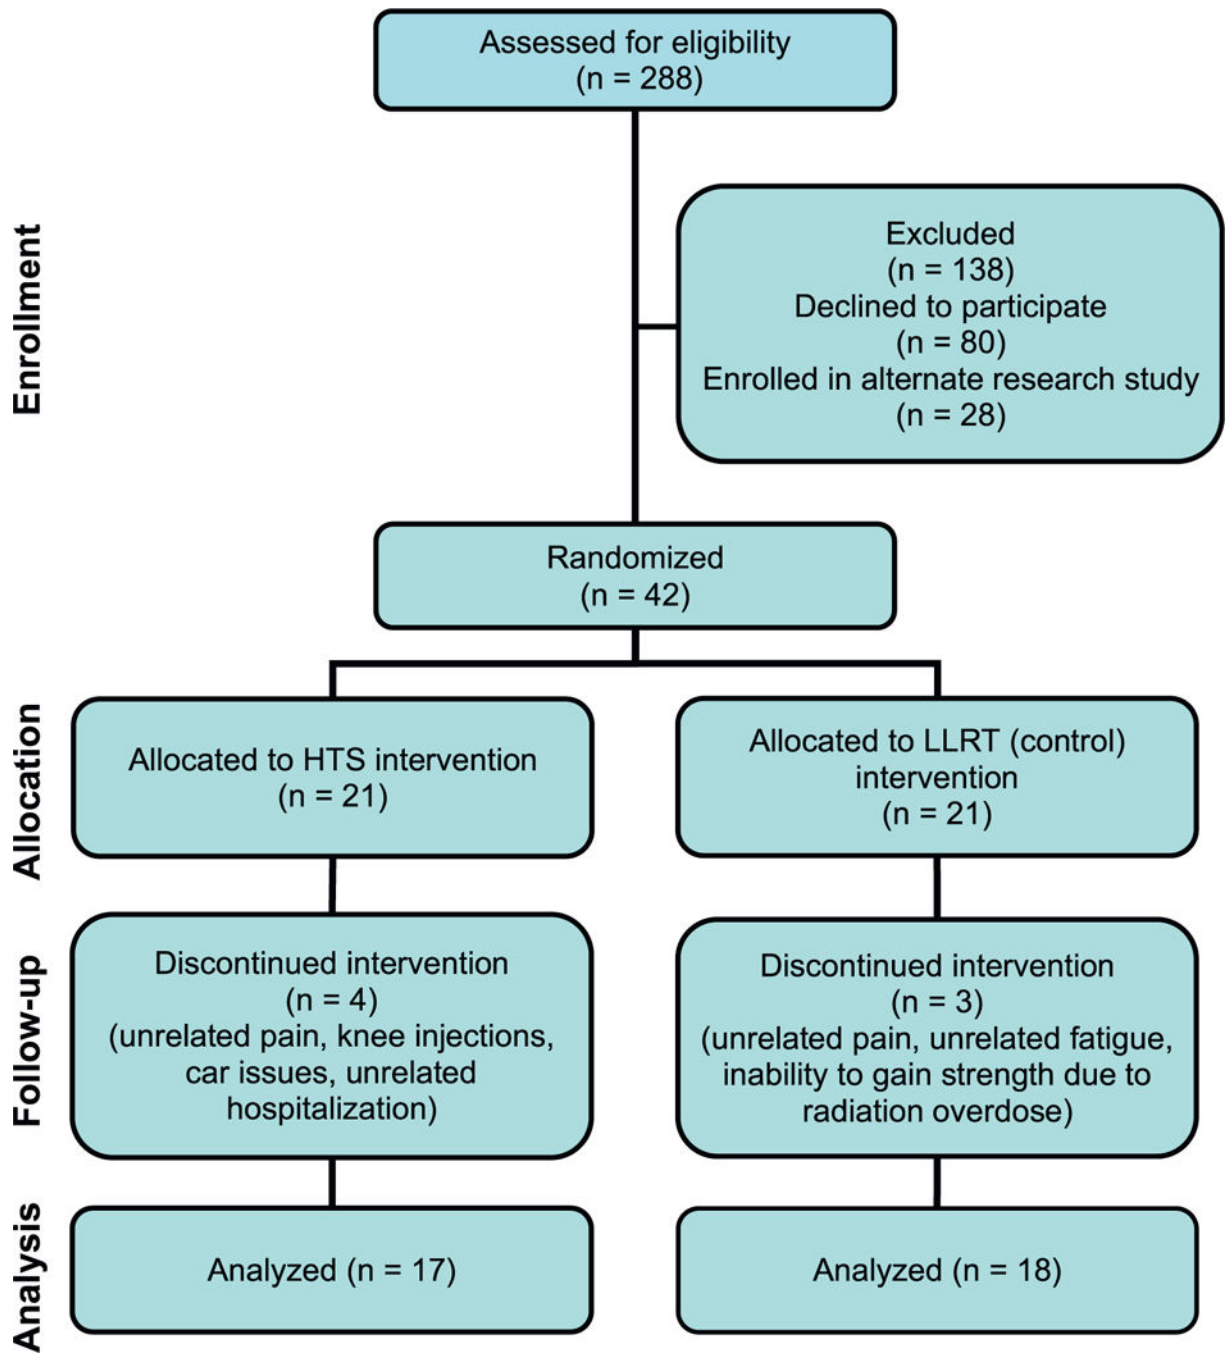 Assessed for eligibility
(n = 288)
Enrollment
Excluded
(n = 138)
Declined to participate
(n = 80)
Enrolled in alternate research study
(n = 28)
Randomized
(n = 42)
Allocation
Allocated to HTS intervention
(n = 21)
Allocated to LLRT (control)
intervention
(n = 21)
Follow-up
Discontinued intervention
(n = 4)
(unrelated pain, knee injections,
car issues, unrelated
hospitalization)
Discontinued intervention
(n = 3)
(unrelated pain, unrelated fatigue,
inability to gain strength due to
radiation overdose)
Analysis
Analyzed (n = 17)
Analyzed (n = 18)